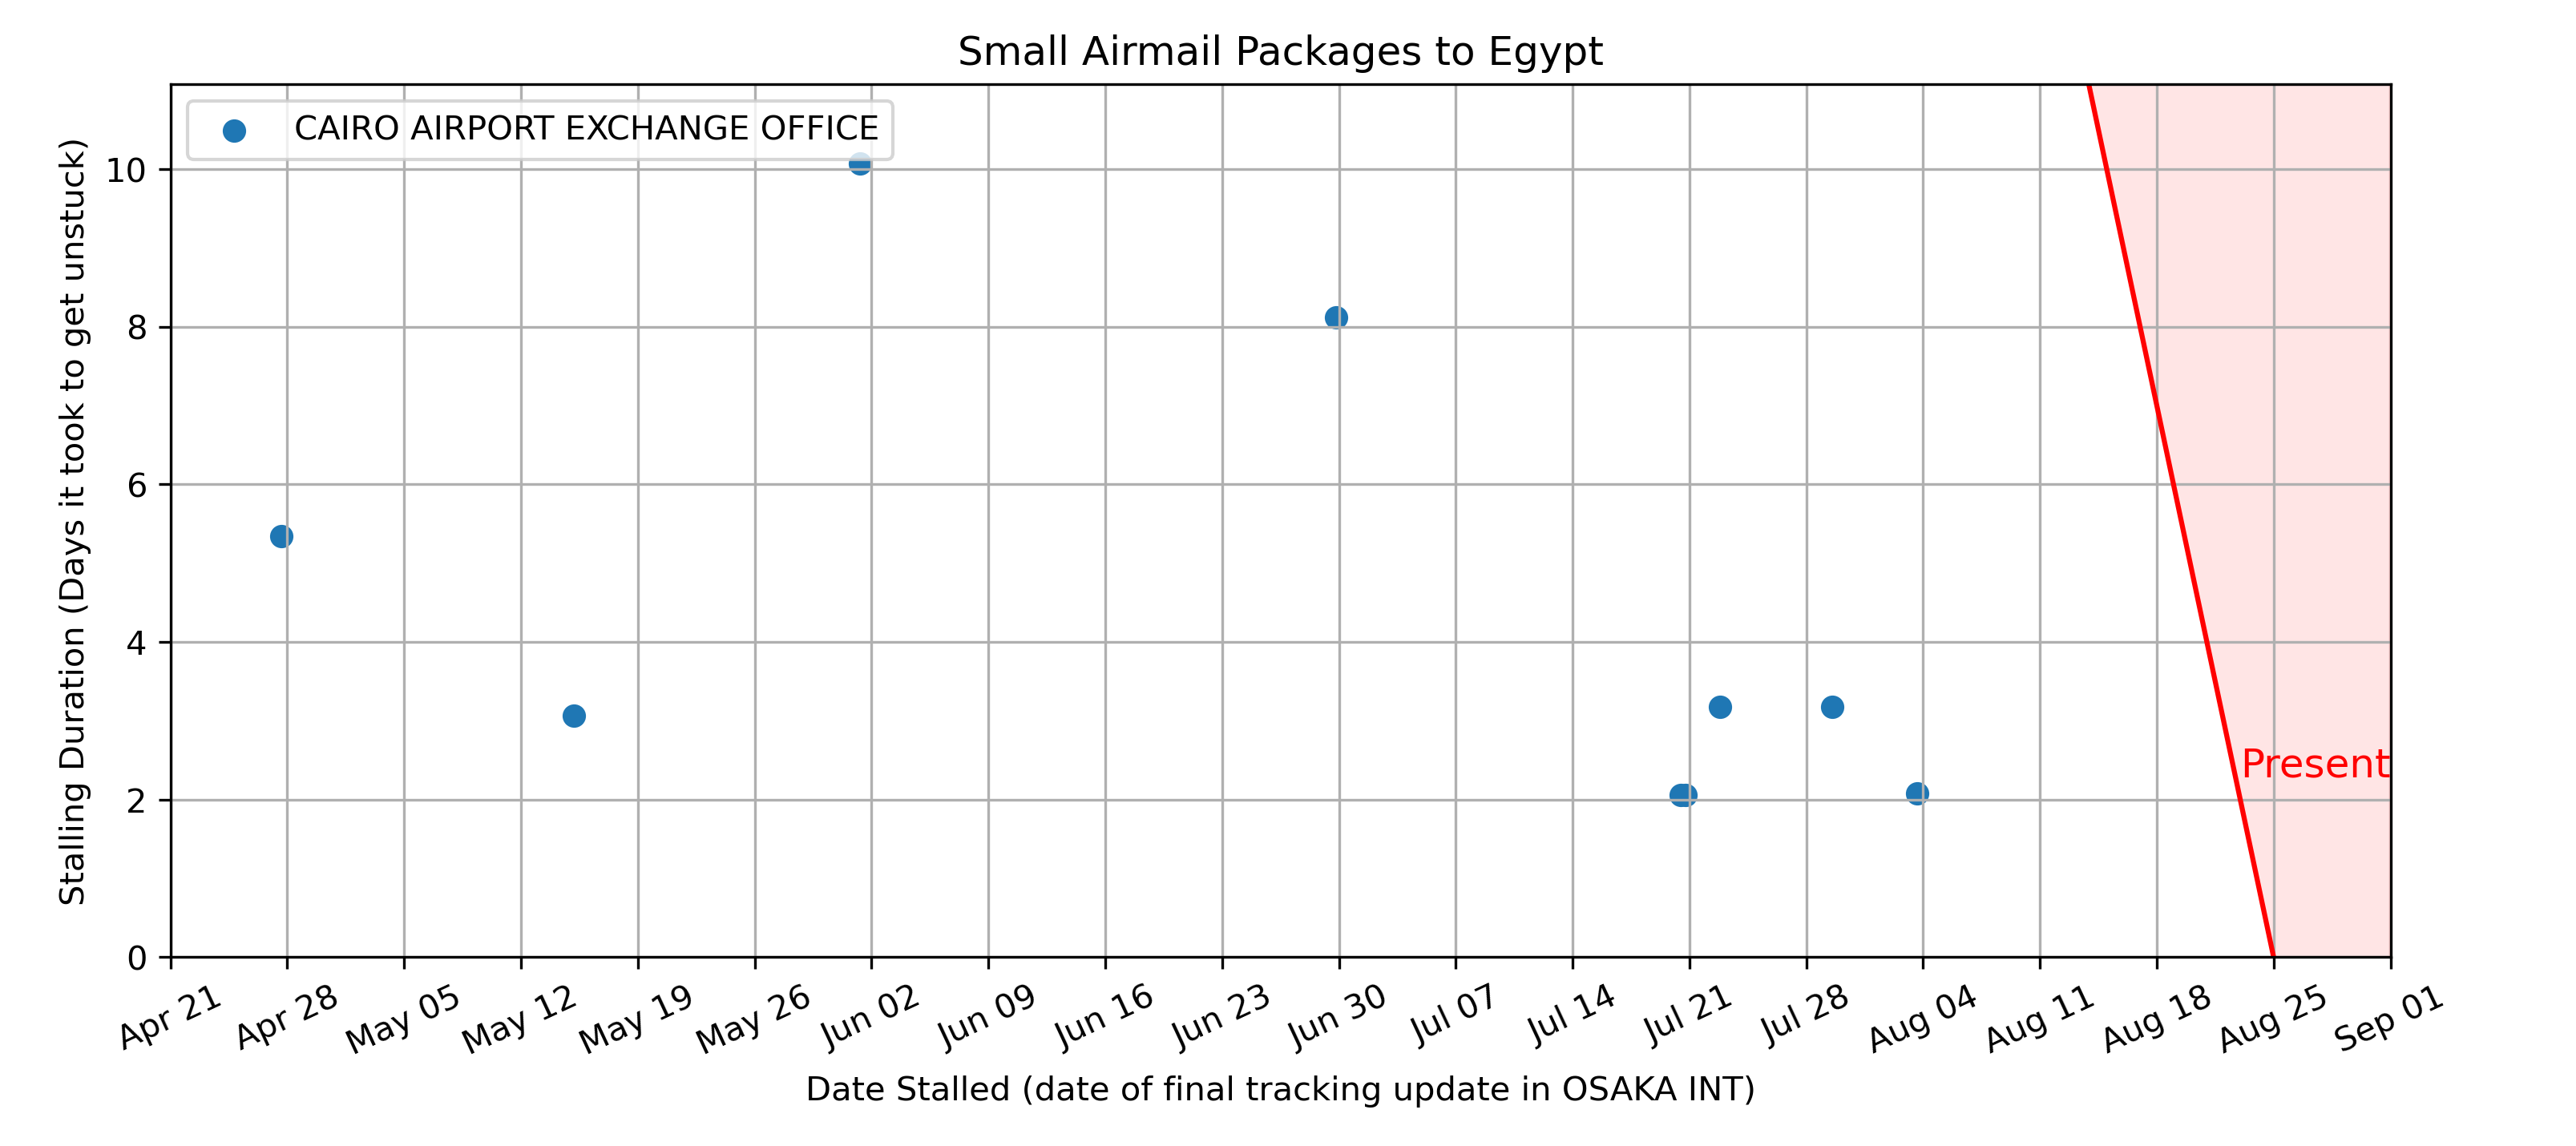 Small Airmail Packages to Egypt
CAIRO AIRPORT EXCHANGE OFFICE
Stalling Duration (Days it took to get unstuck)
10
8
6
4
2
0
Present
Apr 21
Apr 28
May 05
May 12
May 19
May 26
Jun 02
Jun 09
Jun 16
Jun 23
Jun 30
Jul 07
Jul 14
Jul 21
Jul 28
Aug 04
Aug 11
Aug 18
Aug 25
Sep 01
Date Stalled (date of final tracking update in OSAKA INT)